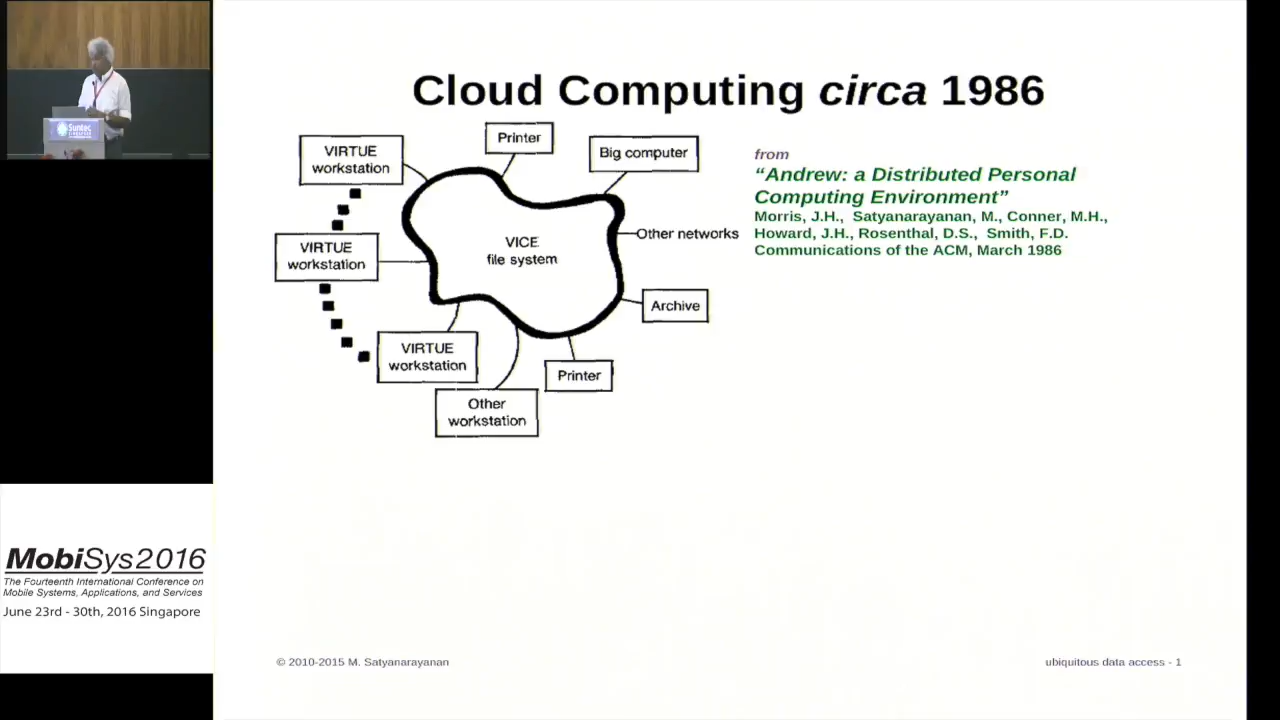 Cloud Computing circa 1986
VIRTUE
workstation
Printer
Big computer
VIRTUE
workstation
VICE
file system
Other networks
Archive
VIRTUE
workstation
Printer
Other
workstation
from
“Andrew: a Distributed Personal
Computing Environment”
Morris, J.H., Satyanarayanan, M., Conner, M.H.,
Howard, J.H., Rosenthal, D.S., Smith, F.D.
Communications of the ACM, March 1986
Suntec
MobiSys2016
The Fourteenth International Conference on
Mobile Systems, Applications, and Services
June 23rd - 30th, 2016 Singapore
© 2010-2015 M. Satyanarayanan
ubiquitous data access - 1